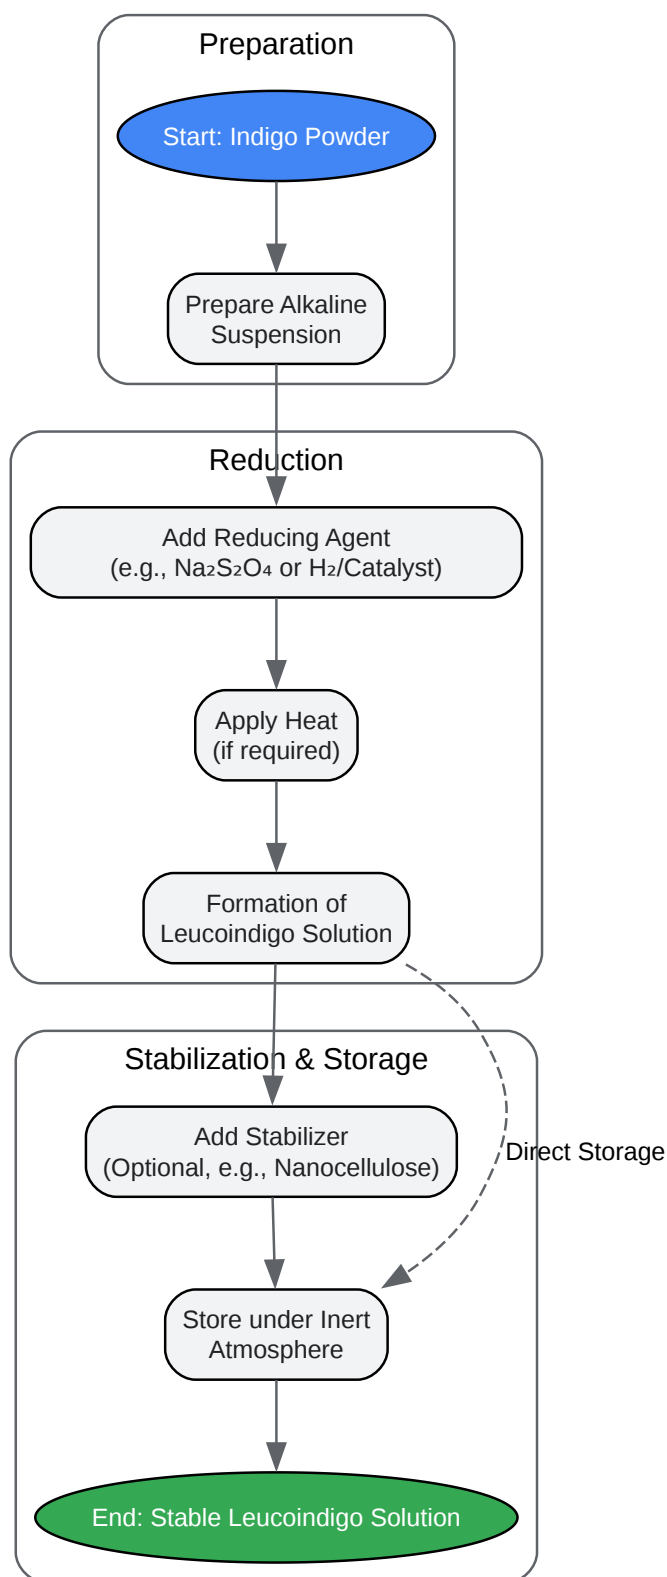 Preparation
Start: Indigo Powder
Prepare Alkaline
Suspension
Reduction
Add Reducing Agent
(e.g., Na₂S₂O₄ or H₂/Catalyst)
Apply Heat
(if required)
Formation of
Leucoindigo Solution
Stabilization & Storage
Add Stabilizer
(Optional, e.g., Nanocellulose)
Direct Storage
Store under Inert
Atmosphere
End: Stable Leucoindigo Solution